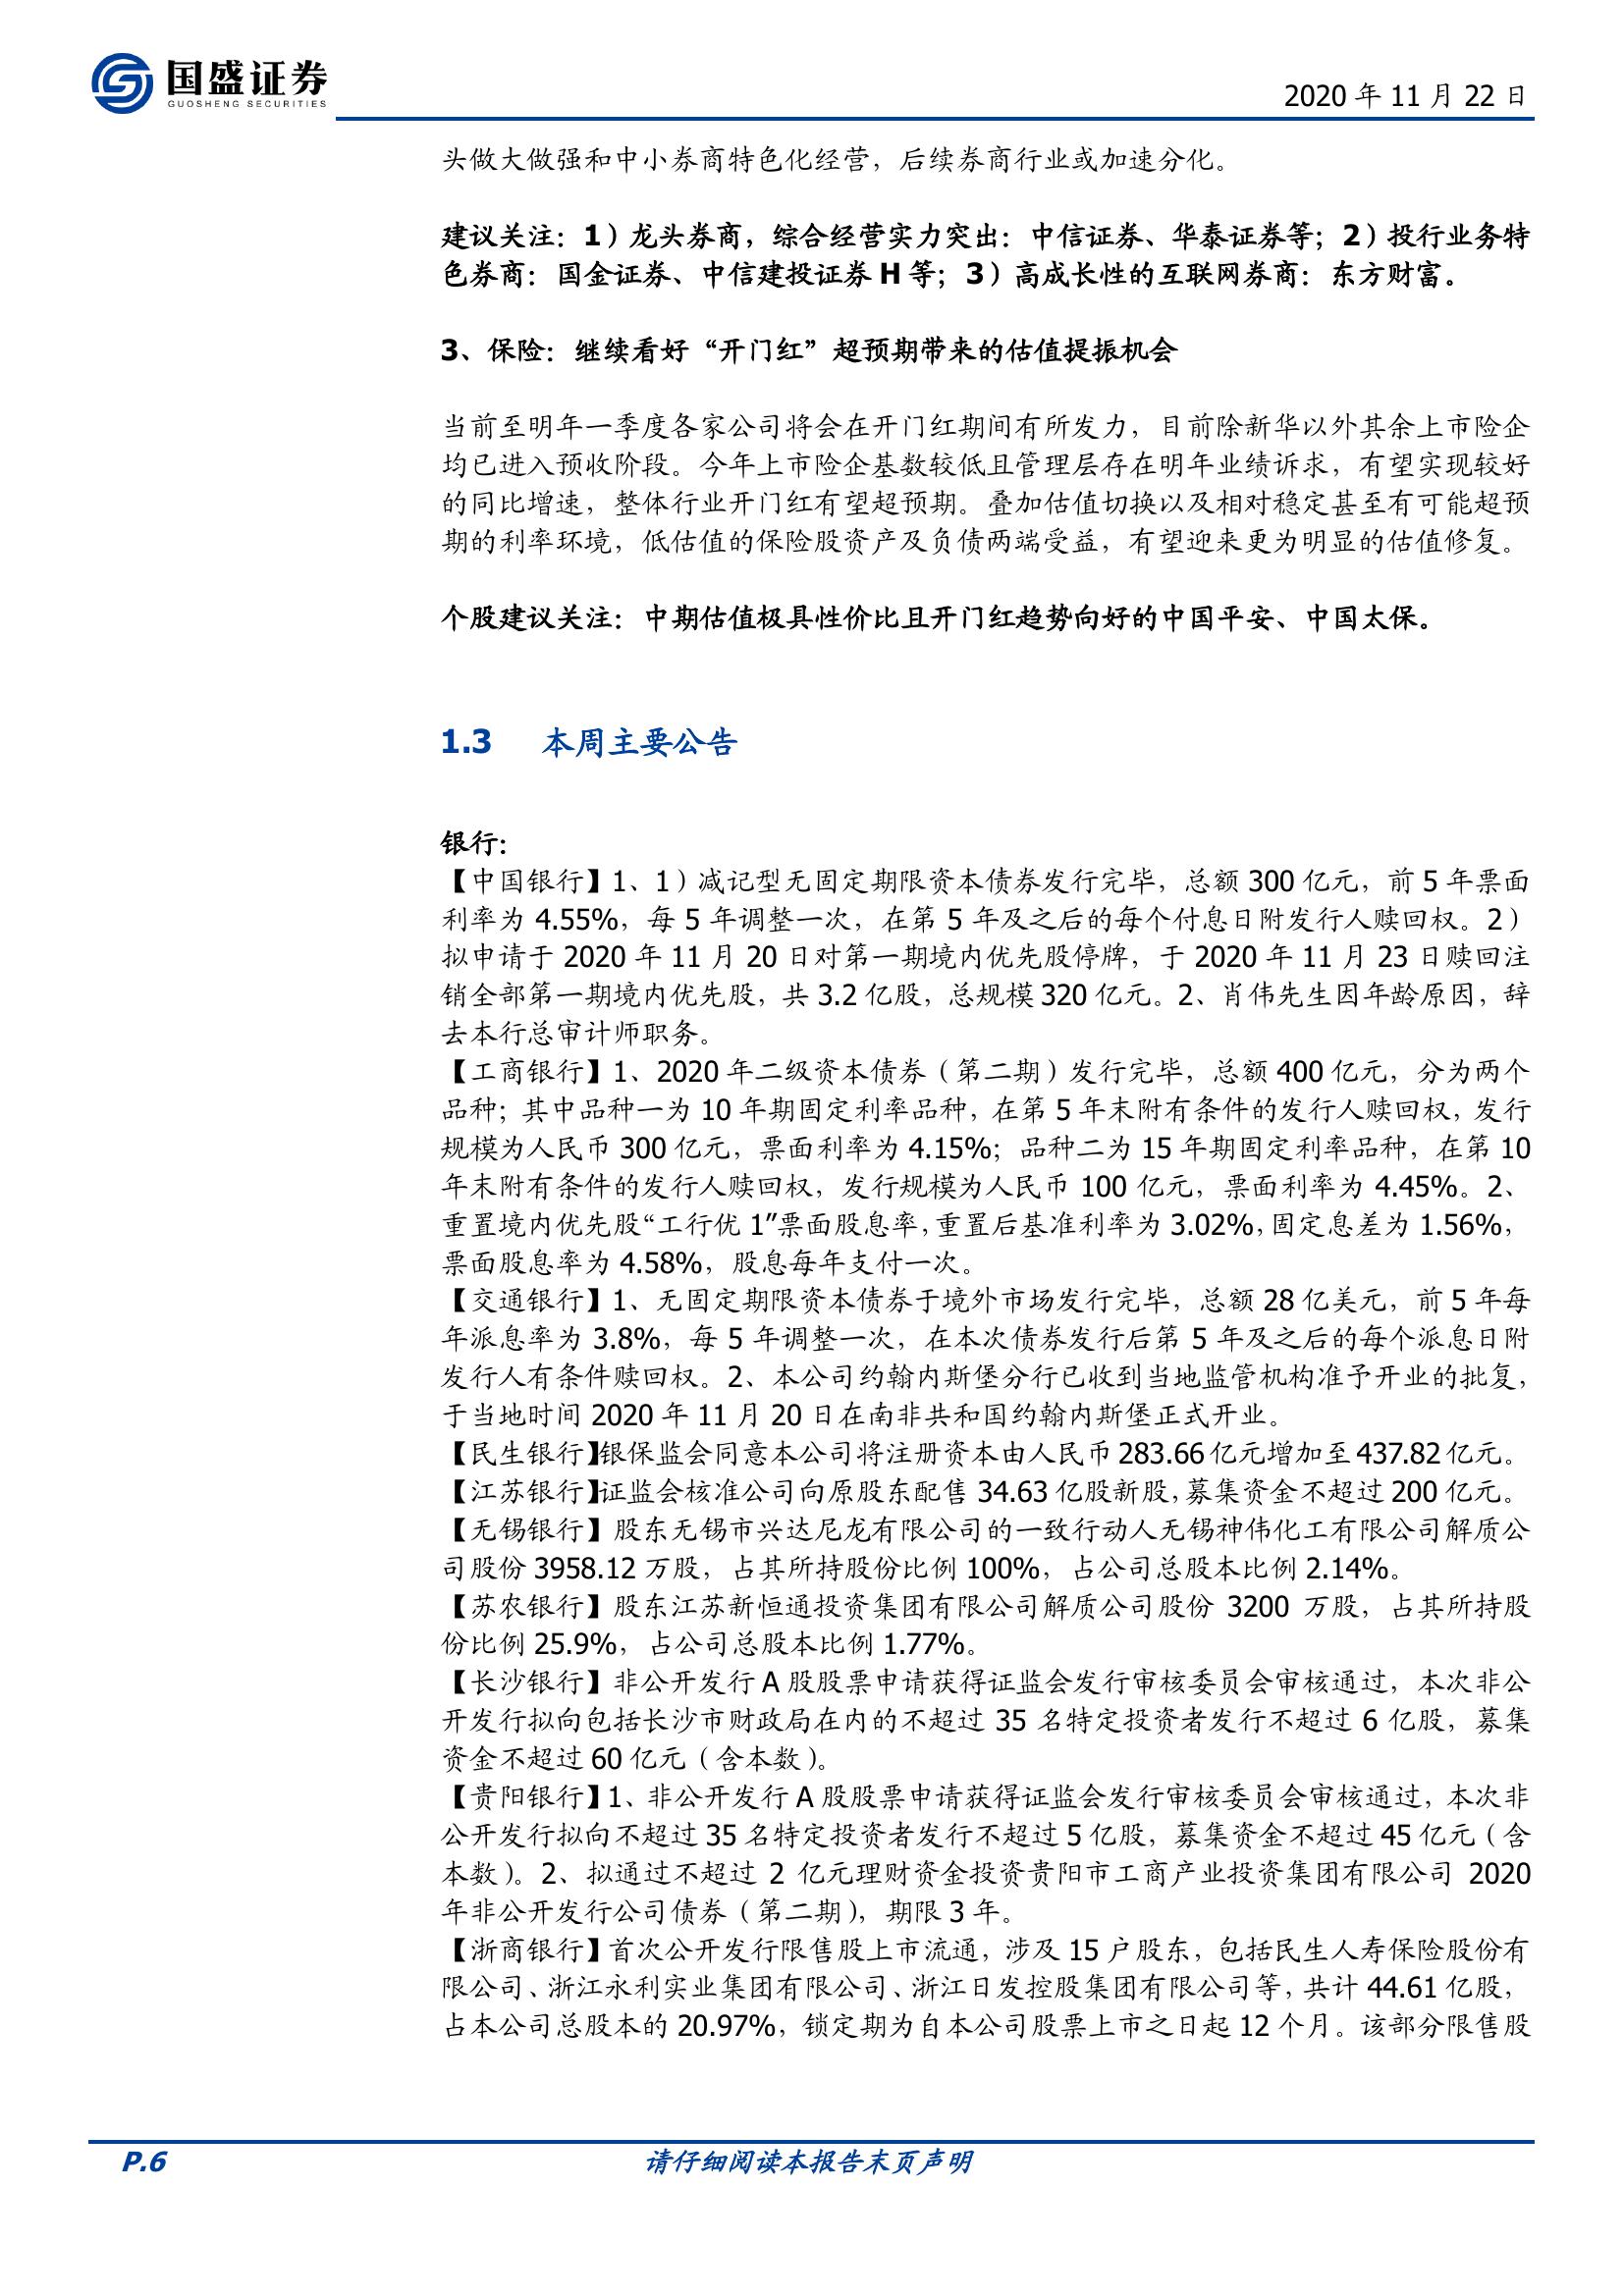 国盛证券
GUOSHENG SECURITIES
2020 年 11 月 22 日
头做大做强和中小券商特色化经营，后续券商行业或加速分化。
建议关注：1）龙头券商，综合经营实力突出：中信证券、华泰证券等；2）投行业务特
色券商：国金证券、中信建投证券 H 等；3）高成长性的互联网券商：东方财富。
3、保险：继续看好“开门红”超预期带来的估值提振机会
当前至明年一季度各家公司将会在开门红期间有所发力，目前除新华以外其余上市险企
均已进入预收阶段。今年上市险企基数较低且管理层存在明年业绩诉求，有望实现较好
的同比增速，整体行业开门红有望超预期。叠加估值切换以及相对稳定甚至有可能超预
期的利率环境，低估值的保险股资产及负债两端受益，有望迎来更为明显的估值修复。
个股建议关注：中期估值极具性价比且开门红趋势向好的中国平安、中国太保。
1.3 本周主要公告
银行：
【中国银行】1、1）减记型无固定期限资本债券发行完毕，总额 300 亿元，前 5 年票面
利率为 4.55%，每 5 年调整一次，在第 5 年及之后的每个付息日附发行人赎回权。2）
拟申请于 2020 年 11 月 20 日对第一期境内优先股停牌，于 2020 年 11 月 23 日赎回注
销全部第一期境内优先股，共 3.2 亿股，总规模 320 亿元。2、肖伟先生因年龄原因，辞
去本行总审计师职务。
【工商银行】1、2020 年二级资本债券（第二期）发行完毕，总额 400 亿元，分为两个
品种；其中品种一为 10 年期固定利率品种，在第 5 年末附有条件的发行人赎回权，发行
规模为人民币 300 亿元，票面利率为 4.15%；品种二为 15 年期固定利率品种，在第 10
年末附有条件的发行人赎回权，发行规模为人民币 100 亿元，票面利率为 4.45%。2、
重置境内优先股“工行优 1”票面股息率，重置后基准利率为 3.02%，固定息差为 1.56%，
票面股息率为 4.58%，股息每年支付一次。
【交通银行】1、无固定期限资本债券于境外市场发行完毕，总额 28 亿美元，前 5 年每
年派息率为 3.8%，每 5 年调整一次，在本次债券发行后第 5 年及之后的每个派息日附
发行人有条件赎回权。2、本公司约翰内斯堡分行已收到当地监管机构准予开业的批复，
于当地时间 2020 年 11 月 20 日在南非共和国约翰内斯堡正式开业。
【民生银行】银保监会同意本公司将注册资本由人民币 283.66 亿元增加至 437.82 亿元。
【江苏银行】证监会核准公司向原股东配售 34.63 亿股新股，募集资金不超过 200 亿元。
【无锡银行】股东无锡市兴达尼龙有限公司的一致行动人无锡神伟化工有限公司解质公
司股份 3958.12 万股，占其所持股份比例 100%，占公司总股本比例 2.14%。
【苏农银行】股东江苏新恒通投资集团有限公司解质公司股份 3200 万股，占其所持股
份比例 25.9%，占公司总股本比例 1.77%。
【长沙银行】非公开发行 A 股股票申请获得证监会发行审核委员会审核通过，本次非公
开发行拟向包括长沙市财政局在内的不超过 35 名特定投资者发行不超过 6 亿股，募集
资金不超过 60 亿元（含本数）。
【贵阳银行】1、非公开发行 A 股股票申请获得证监会发行审核委员会审核通过，本次非
公开发行拟向不超过 35 名特定投资者发行不超过 5 亿股，募集资金不超过 45 亿元（含
本数）。2、拟通过不超过 2 亿元理财资金投资贵阳市工商产业投资集团有限公司 2020
年非公开发行公司债券（第二期），期限 3 年。
【浙商银行】首次公开发行限售股上市流通，涉及 15 户股东，包括民生人寿保险股份有
限公司、浙江永利实业集团有限公司、浙江日发控股集团有限公司等，共计 44.61 亿股，
占本公司总股本的 20.97%，锁定期为自本公司股票上市之日起 12 个月。该部分限售股
P.6
请仔细阅读本报告末页声明